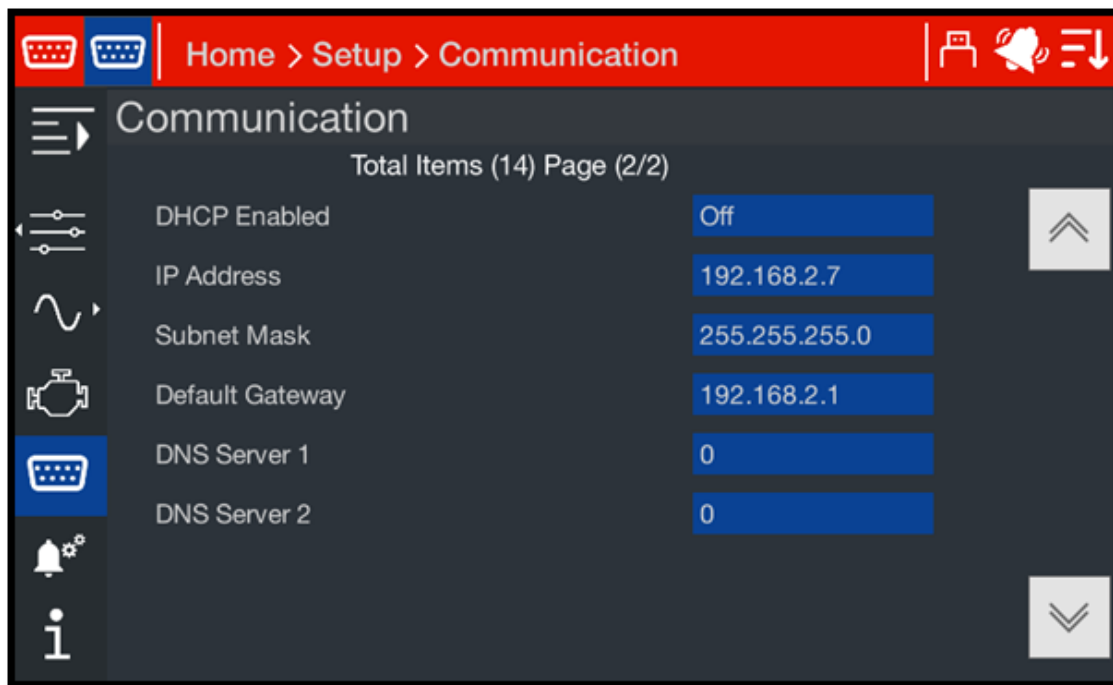 Home > Setup > Communication
Communication
Total Items (14) Page (2/2)
DHCP Enabled Off
IP Address 192.168.2.7
Subnet Mask 255.255.255.0
Default Gateway 192.168.2.1
DNS Server 1 0
DNS Server 2 0